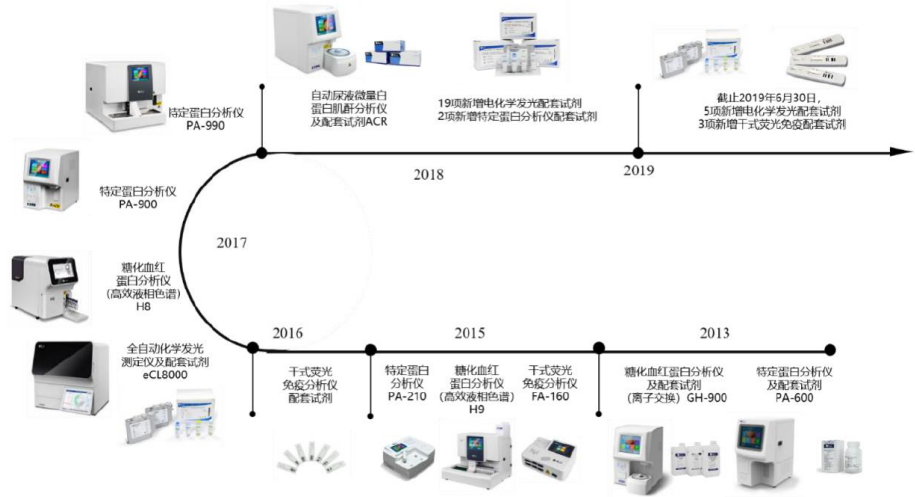 自动尿液微量白
蛋白肌酐分析仪
及配套试剂ACR
19项新增电化学发光配套试剂
2项新增特定蛋白分析仪配套试剂
截止2019年6月30日，
5项新增电化学发光配套试剂
3项新增干式荧光免疫配套试剂
特定蛋白分析仪
PA-990
2018
2019
特定蛋白分析仪
PA-900
2017
糖化血红
蛋白分析仪
（高效液相色谱）
H8
全自动化学发光
测定仪及配套试剂
eCL8000
2016
2015
2013
干式荧光
免疫分析仪
配套试剂
特定蛋白
分析仪
PA-210
糖化血红
蛋白分析仪
（高效液相色谱）
H9
干式荧光
免疫分析仪
FA-160
糖化血红蛋白分析仪
及配套试剂
（离子交换）GH-900
特定蛋白分析仪
及配套试剂
PA-600